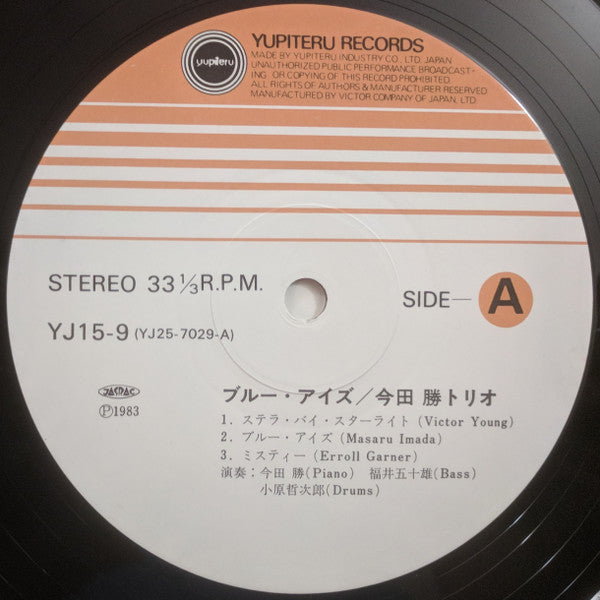 yupiteru
YUPITERU RECORDS
MADE BY YUPITERU INDUSTRY CO., LTD. JAPAN
UNAUTHORIZED PUBLIC PERFORMANCE BROADCAST-
ING OR COPYING OF THIS RECORD PROHIBITED
ALL RIGHTS OF AUTHORS & MANUFACTURER RESERVED
MANUFACTURED BY VICTOR COMPANY OF JAPAN, LTD
STEREO 33 1/3 R.P.M.
SIDE— A
YJ15-9 (YJ25-7029-A)
JASRAC
Ⓟ1983
ブルー・アイズ／今田 勝トリオ
1. ステラ・バイ・スターライト(Victor Young)
2. ブルー・アイズ(Masaru Imada)
3. ミスティー(Erroll Garner)
演奏：今田 勝(Piano) 福井五十雄(Bass)
小原哲次郎(Drums)